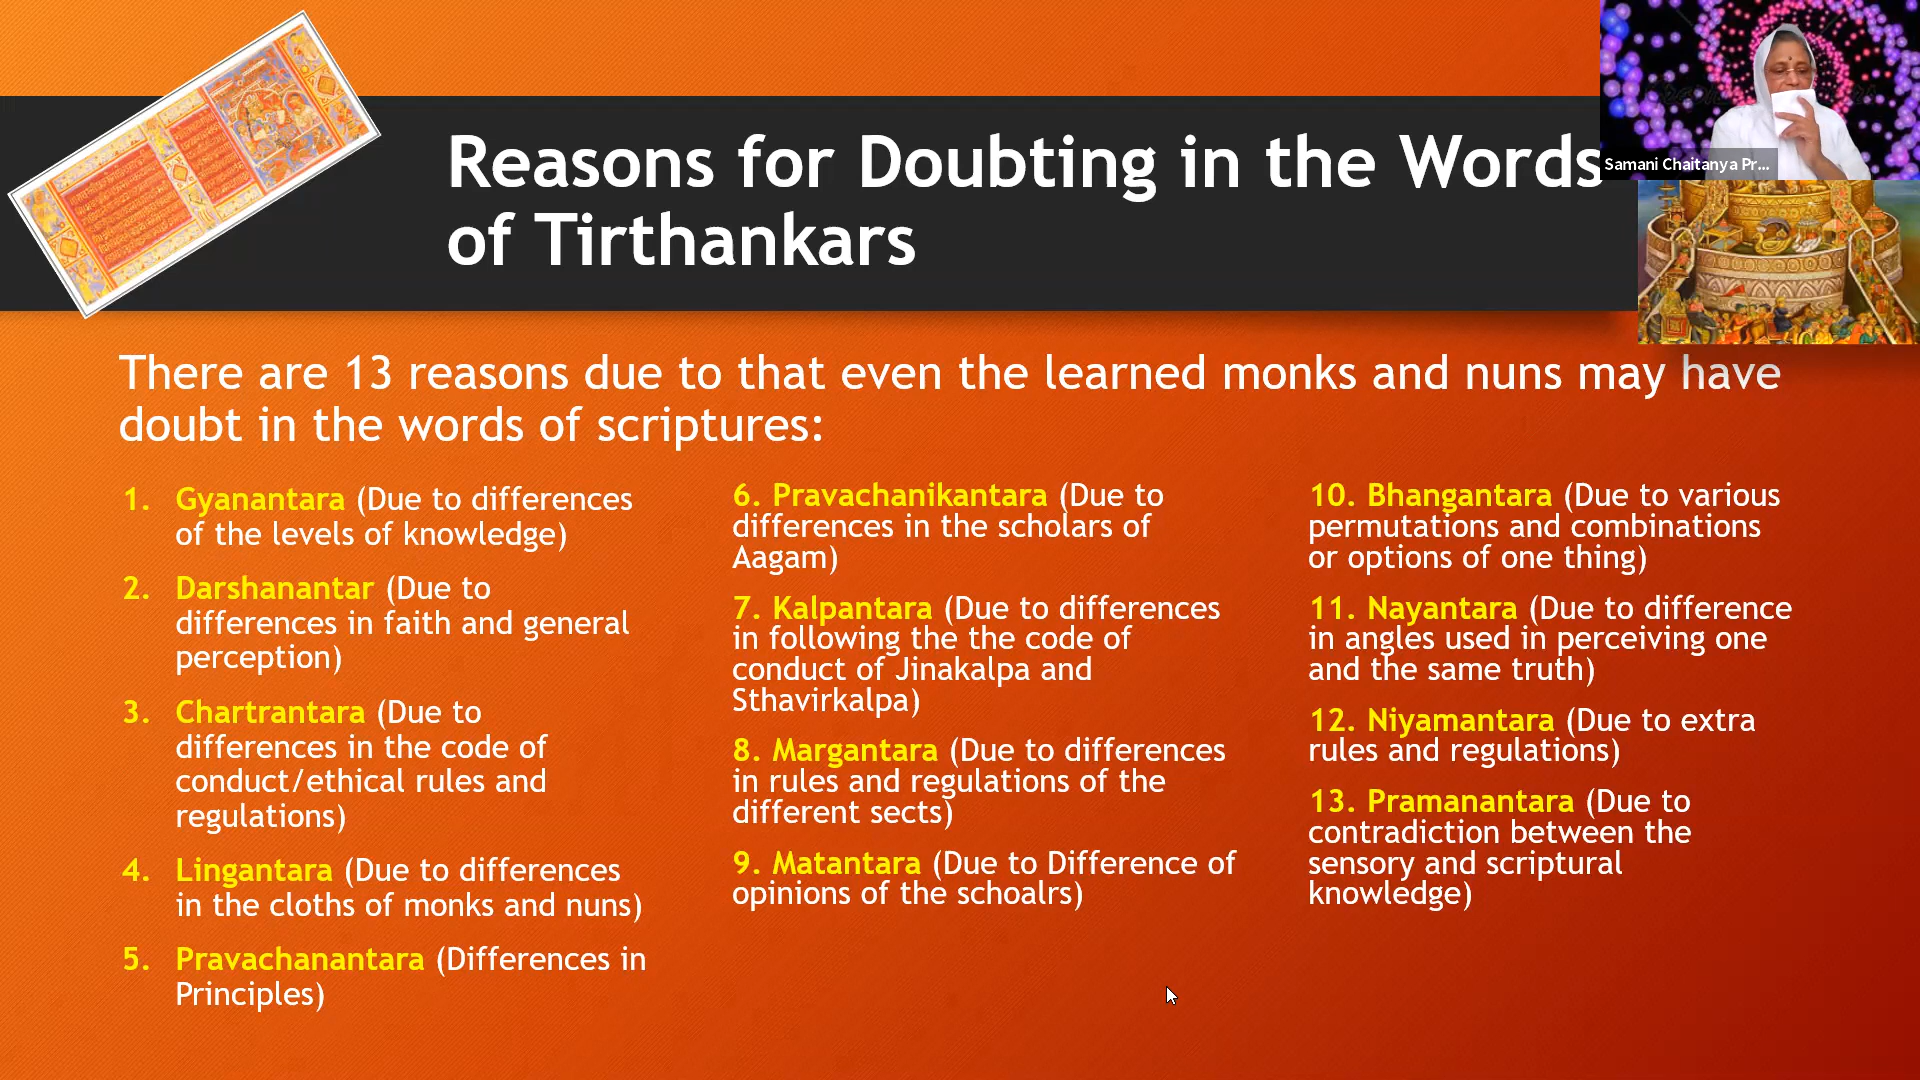 Reasons for Doubting in the Words
of Tirthankars
Samani Chaitanya Pr...
There are 13 reasons due to that even the learned monks and nuns may have
doubt in the words of scriptures:
1. Gyanantara (Due to differences
of the levels of knowledge)
2. Darshanantar (Due to
differences in faith and general
perception)
3. Chartrantara (Due to
differences in the code of
conduct/ethical rules and
regulations)
4. Lingantara (Due to differences
in the cloths of monks and nuns)
5. Pravachanantara (Differences in
Principles)
6. Pravachanikantara (Due to
differences in the scholars of
Aagam)
7. Kalpantara (Due to differences
in following the the code of
conduct of Jinakalpa and
Sthavirkalpa)
8. Margantara (Due to differences
in rules and regulations of the
different sects)
9. Matantara (Due to Difference of
opinions of the schoalrs)
10. Bhangantara (Due to various
permutations and combinations
or options of one thing)
11. Nayantara (Due to difference
in angles used in perceiving one
and the same truth)
12. Niyamantara (Due to extra
rules and regulations)
13. Pramanantara (Due to
contradiction between the
sensory and scriptural
knowledge)